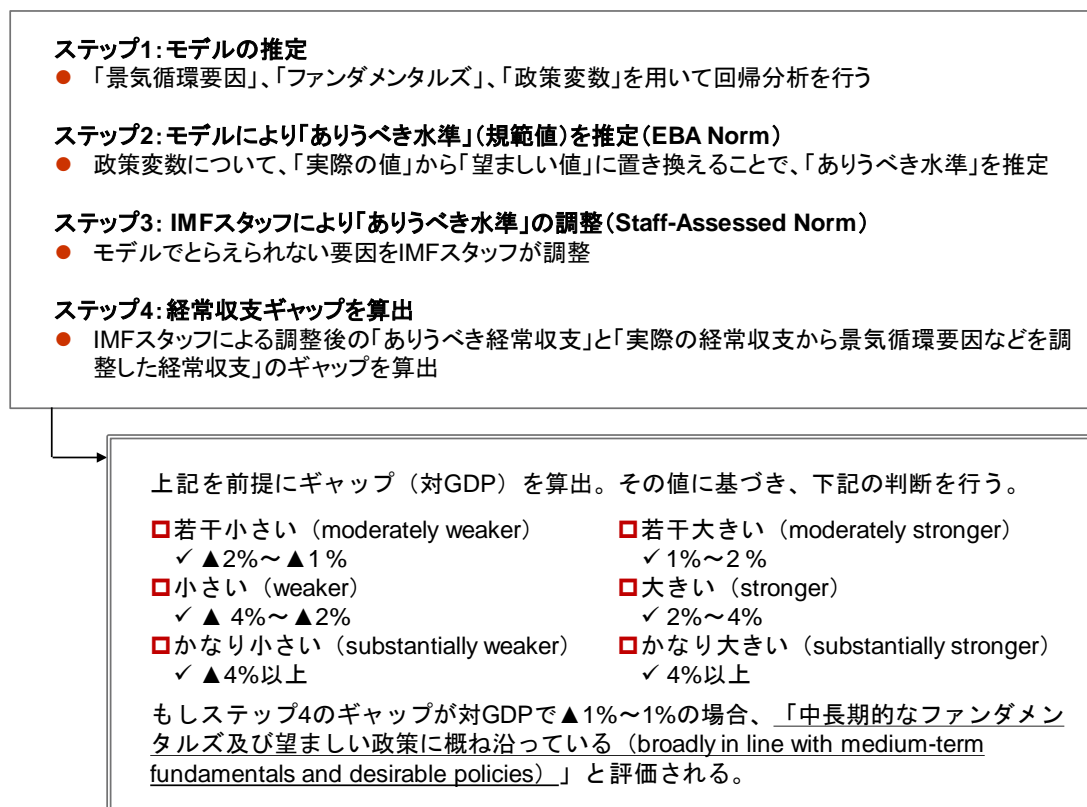 ステップ1:モデルの推定
● 「景気循環要因」、「ファンダメンタルズ」、「政策変数」を用いて回帰分析を行う
ステップ2:モデルにより「ありうべき水準」(規範値)を推定(EBA Norm)
● 政策変数について、「実際の値」から「望ましい値」に置き換えることで、「ありうべき水準」を推定
ステップ3: IMFスタッフにより「ありうべき水準」の調整(Staff-Assessed Norm)
● モデルでとらえられない要因をIMFスタッフが調整
ステップ4:経常収支ギャップを算出
● IMFスタッフによる調整後の「ありうべき経常収支」と「実際の経常収支から景気循環要因などを調
整した経常収支」のギャップを算出
上記を前提にギャップ(対GDP)を算出。その値に基づき、下記の判断を行う。
若干小さい(moderately weaker)
✓ ▲2%~▲1%
小さい(weaker)
✓ ▲ 4%~▲2%
かなり小さい(substantially weaker)
✓ ▲4%以上
若干大きい(moderately stronger)
✓ 1%~2 %
大きい(stronger)
✓ 2%~4%
かなり大きい(substantially stronger)
✓ 4%以上
もしステップ4のギャップが対GDPで▲1%~1%の場合、「中長期的なファンダメン
タルズ及び望ましい政策に概ね沿っている(broadly in line with medium-term
fundamentals and desirable policies)」と評価される。